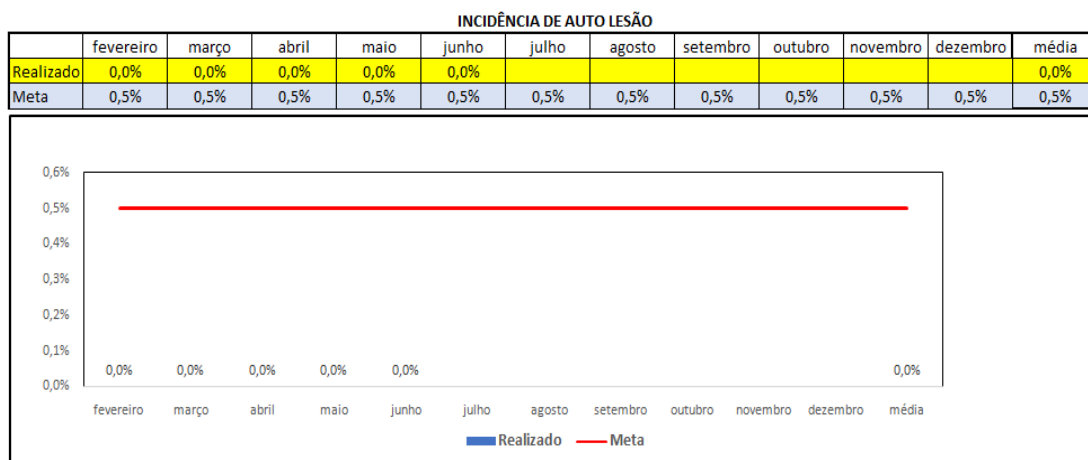 INCIDÊNCIA DE AUTO LESÃO
fevereiro março abril maio junho julho agosto setembro outubro novembro dezembro média
Realizado 0,0% 0,0% 0,0% 0,0% 0,0% 0,0%
Meta 0,5% 0,5% 0,5% 0,5% 0,5% 0,5% 0,5% 0,5% 0,5% 0,5% 0,5% 0,5%
0,6%
0,5%
0,4%
0,3%
0,2%
0,1%
0,0% 0,0% 0,0% 0,0% 0,0% 0,0%
0,0%
fevereiro março abril maio junho julho agosto setembro outubro novembro dezembro média
Realizado Meta